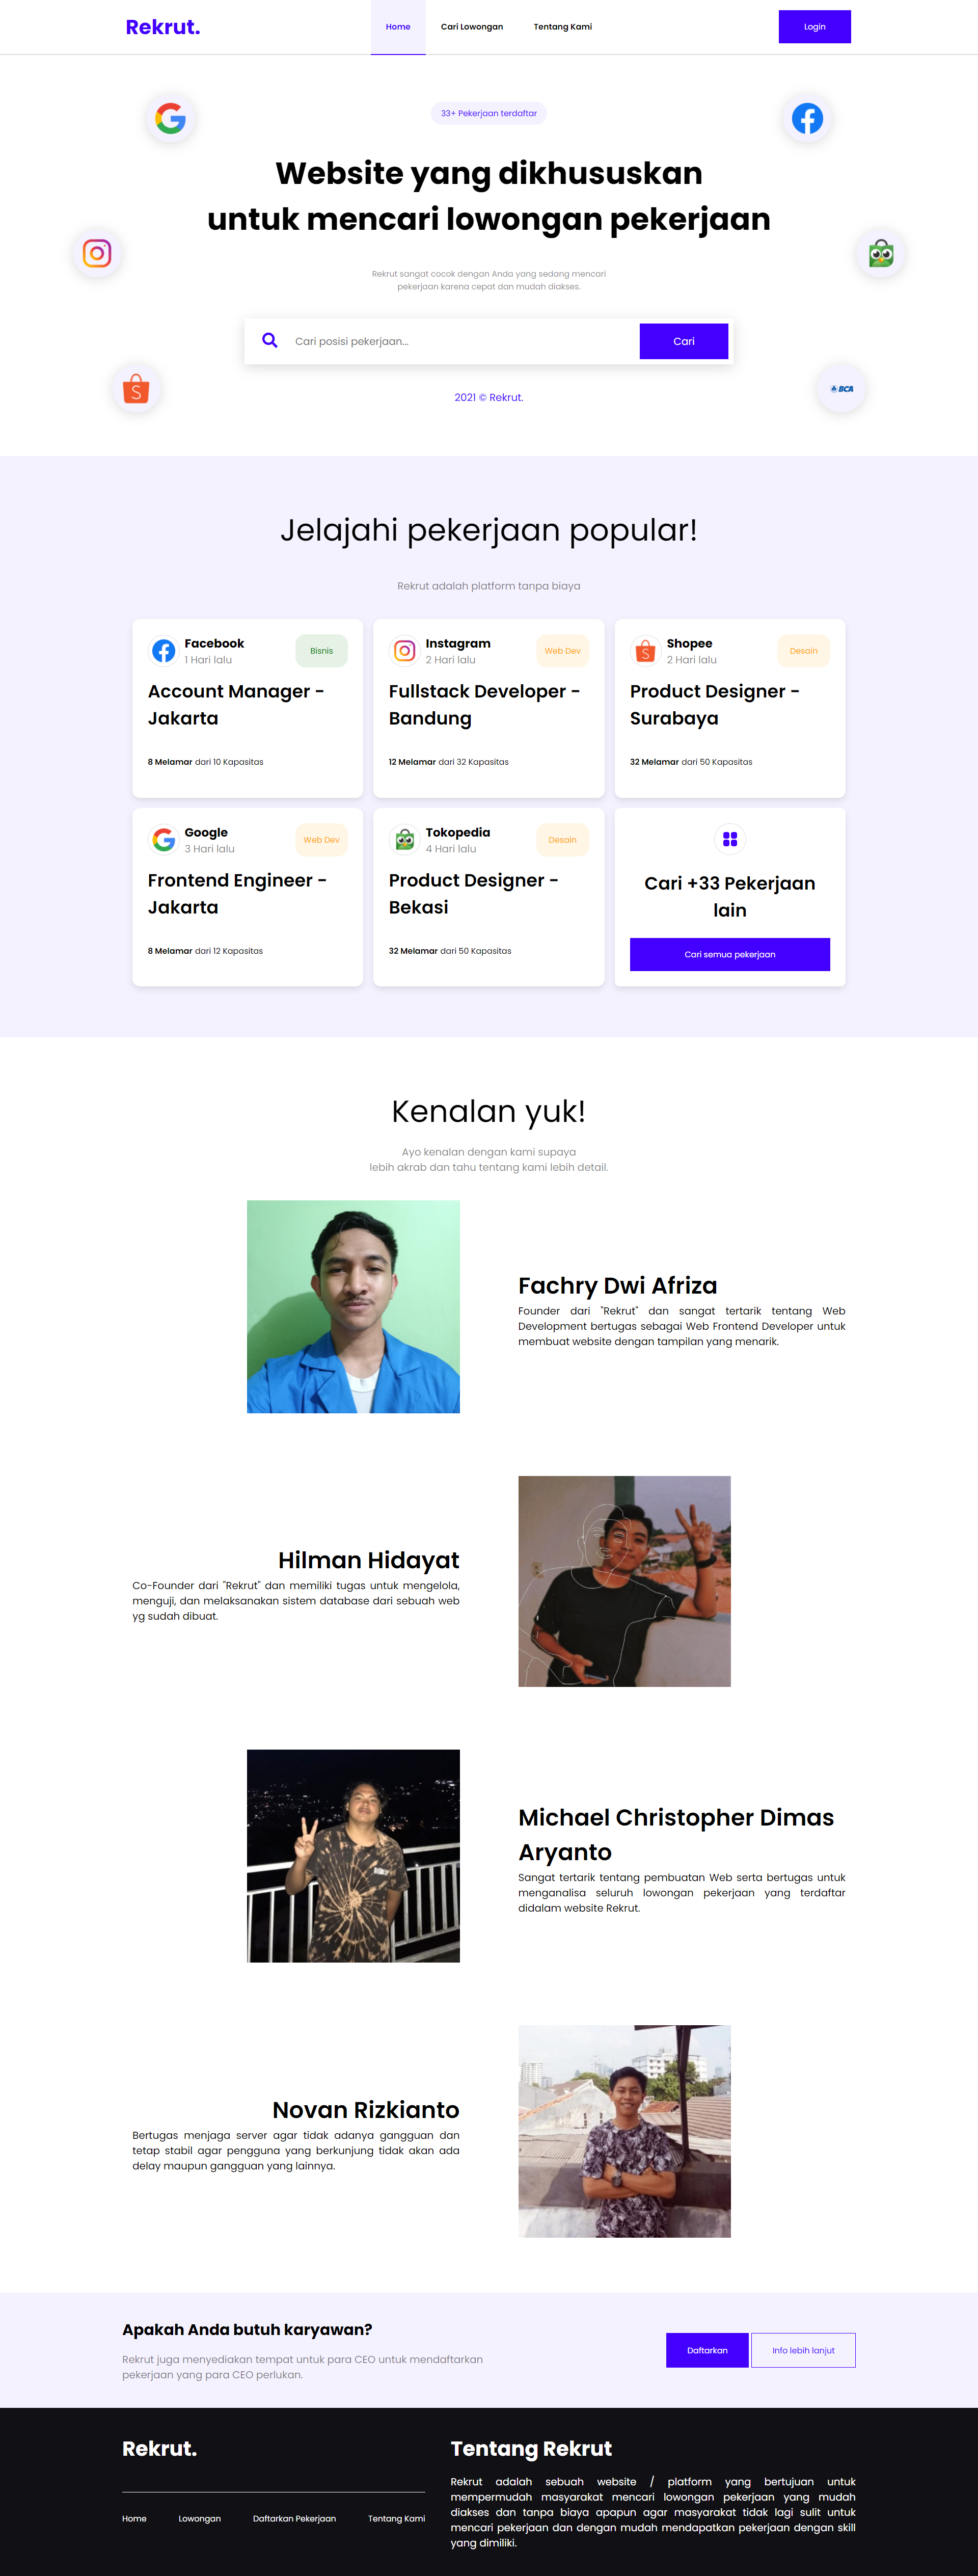 Rekrut.
Home
Cari Lowongan
Tentang Kami
Login
33+ Pekerjaan terdaftar
Website yang dikhususkan
untuk mencari lowongan pekerjaan
Rekrut sangat cocok dengan Anda yang sedang mencari
pekerjaan karena cepat dan mudah diakses.
Cari posisi pekerjaan...
Cari
BCA
2021 © Rekrut.
Jelajahi pekerjaan popular!
Rekrut adalah platform tanpa biaya
Facebook
1 Hari lalu
Bisnis
Account Manager -
Jakarta
8 Melamar dari 10 Kapasitas
Instagram
2 Hari lalu
Web Dev
Fullstack Developer -
Bandung
12 Melamar dari 32 Kapasitas
Shopee
2 Hari lalu
Desain
Product Designer -
Surabaya
32 Melamar dari 50 Kapasitas
Google
3 Hari lalu
Web Dev
Frontend Engineer -
Jakarta
8 Melamar dari 12 Kapasitas
Tokopedia
4 Hari lalu
Desain
Product Designer -
Bekasi
32 Melamar dari 50 Kapasitas
Cari +33 Pekerjaan
lain
Cari semua pekerjaan
Kenalan yuk!
Ayo kenalan dengan kami supaya
lebih akrab dan tahu tentang kami lebih detail.
Fachry Dwi Afriza
Founder dari "Rekrut" dan sangat tertarik tentang Web
Development bertugas sebagai Web Frontend Developer untuk
membuat website dengan tampilan yang menarik.
Hilman Hidayat
Co-Founder dari "Rekrut" dan memiliki tugas untuk mengelola,
menguji, dan melaksanakan sistem database dari sebuah web
yg sudah dibuat.
Michael Christopher Dimas
Aryanto
Sangat tertarik tentang pembuatan Web serta bertugas untuk
menganalisa seluruh lowongan pekerjaan yang terdaftar
didalam website Rekrut.
Novan Rizkianto
Bertugas menjaga server agar tidak adanya gangguan dan
tetap stabil agar pengguna yang berkunjung tidak akan ada
delay maupun gangguan yang lainnya.
Apakah Anda butuh karyawan?
Rekrut juga menyediakan tempat untuk para CEO untuk mendaftarkan
pekerjaan yang para CEO perlukan.
Daftarkan
Info lebih lanjut
Rekrut.
Home
Lowongan
Daftarkan Pekerjaan
Tentang Kami
Tentang Rekrut
Rekrut adalah sebuah website / platform yang bertujuan untuk
mempermudah masyarakat mencari lowongan pekerjaan yang mudah
diakses dan tanpa biaya apapun agar masyarakat tidak lagi sulit untuk
mencari pekerjaan dan dengan mudah mendapatkan pekerjaan dengan skill
yang dimiliki.